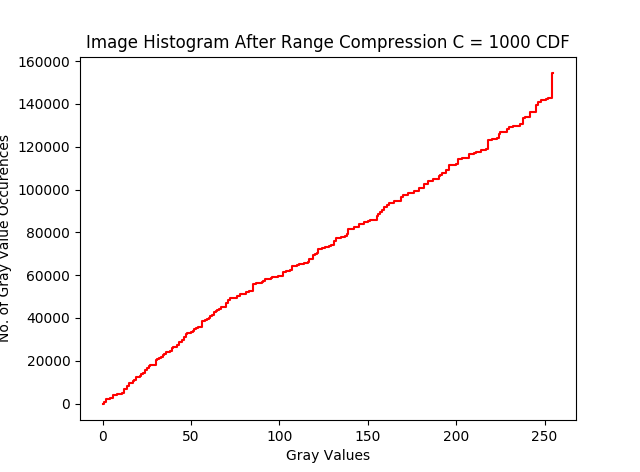 Image Histogram After Range Compression C = 1000 CDF
160000
140000
120000
100000
80000
60000
40000
20000
0
No. of Gray Value Occurences
0 50 100 150 200 250
Gray Values